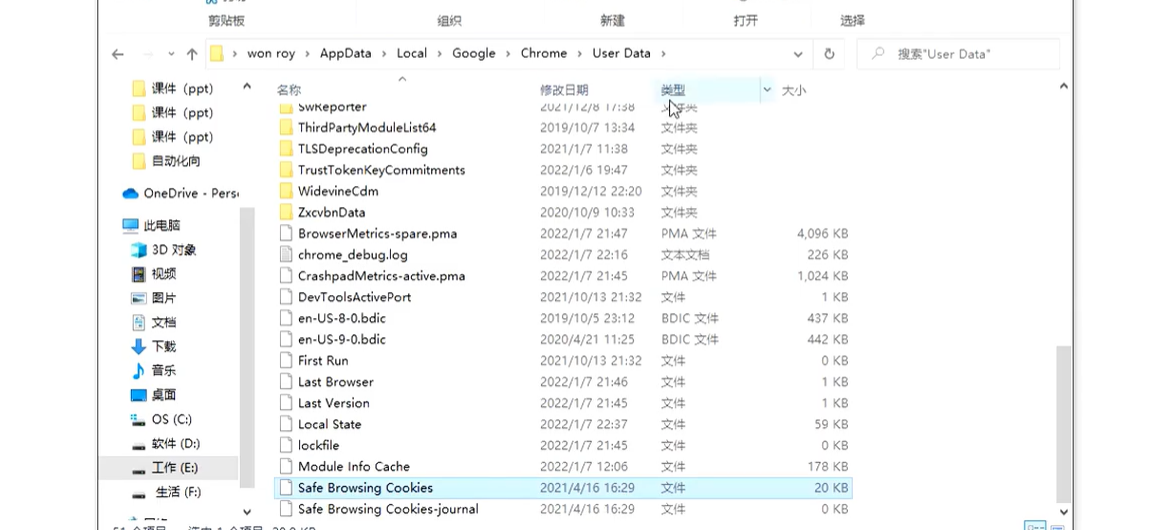 剪贴板 组织 新建 打开 选择
won roy AppData Local Google Chrome User Data 搜索"User Data"
名称 修改日期 类型 大小
课件（ppt）
课件（ppt）
课件（ppt）
自动化向
OneDrive - Pers
此电脑
3D 对象
视频
图片
文档
下载
音乐
桌面
OS (C:)
软件 (D:)
工作 (E:)
生活 (F:)
SwReporter 2021/12/8 17:38 文件夹
ThirdPartyModuleList64 2019/10/7 13:34 文件夹
TLSDeprecationConfig 2021/1/7 11:38 文件夹
TrustTokenKeyCommitments 2022/1/6 19:47 文件夹
WidevineCdm 2019/12/12 22:20 文件夹
ZxcvbnData 2020/10/9 10:33 文件夹
BrowserMetrics-spare.pma 2022/1/7 21:47 PMA 文件 4,096 KB
chrome_debug.log 2022/1/7 22:16 文本文档 226 KB
CrashpadMetrics-active.pma 2022/1/7 21:45 PMA 文件 1,024 KB
DevToolsActivePort 2021/10/13 21:32 文件 1 KB
en-US-8-0.bdic 2019/10/5 23:12 BDIC 文件 437 KB
en-US-9-0.bdic 2020/4/21 11:25 BDIC 文件 442 KB
First Run 2021/10/13 21:32 文件 0 KB
Last Browser 2022/1/7 21:46 文件 1 KB
Last Version 2022/1/7 21:45 文件 1 KB
Local State 2022/1/7 22:37 文件 59 KB
lockfile 2022/1/7 21:45 文件 0 KB
Module Info Cache 2022/1/7 12:06 文件 178 KB
Safe Browsing Cookies 2021/4/16 16:29 文件 20 KB
Safe Browsing Cookies-journal 2021/4/16 16:29 文件 0 KB